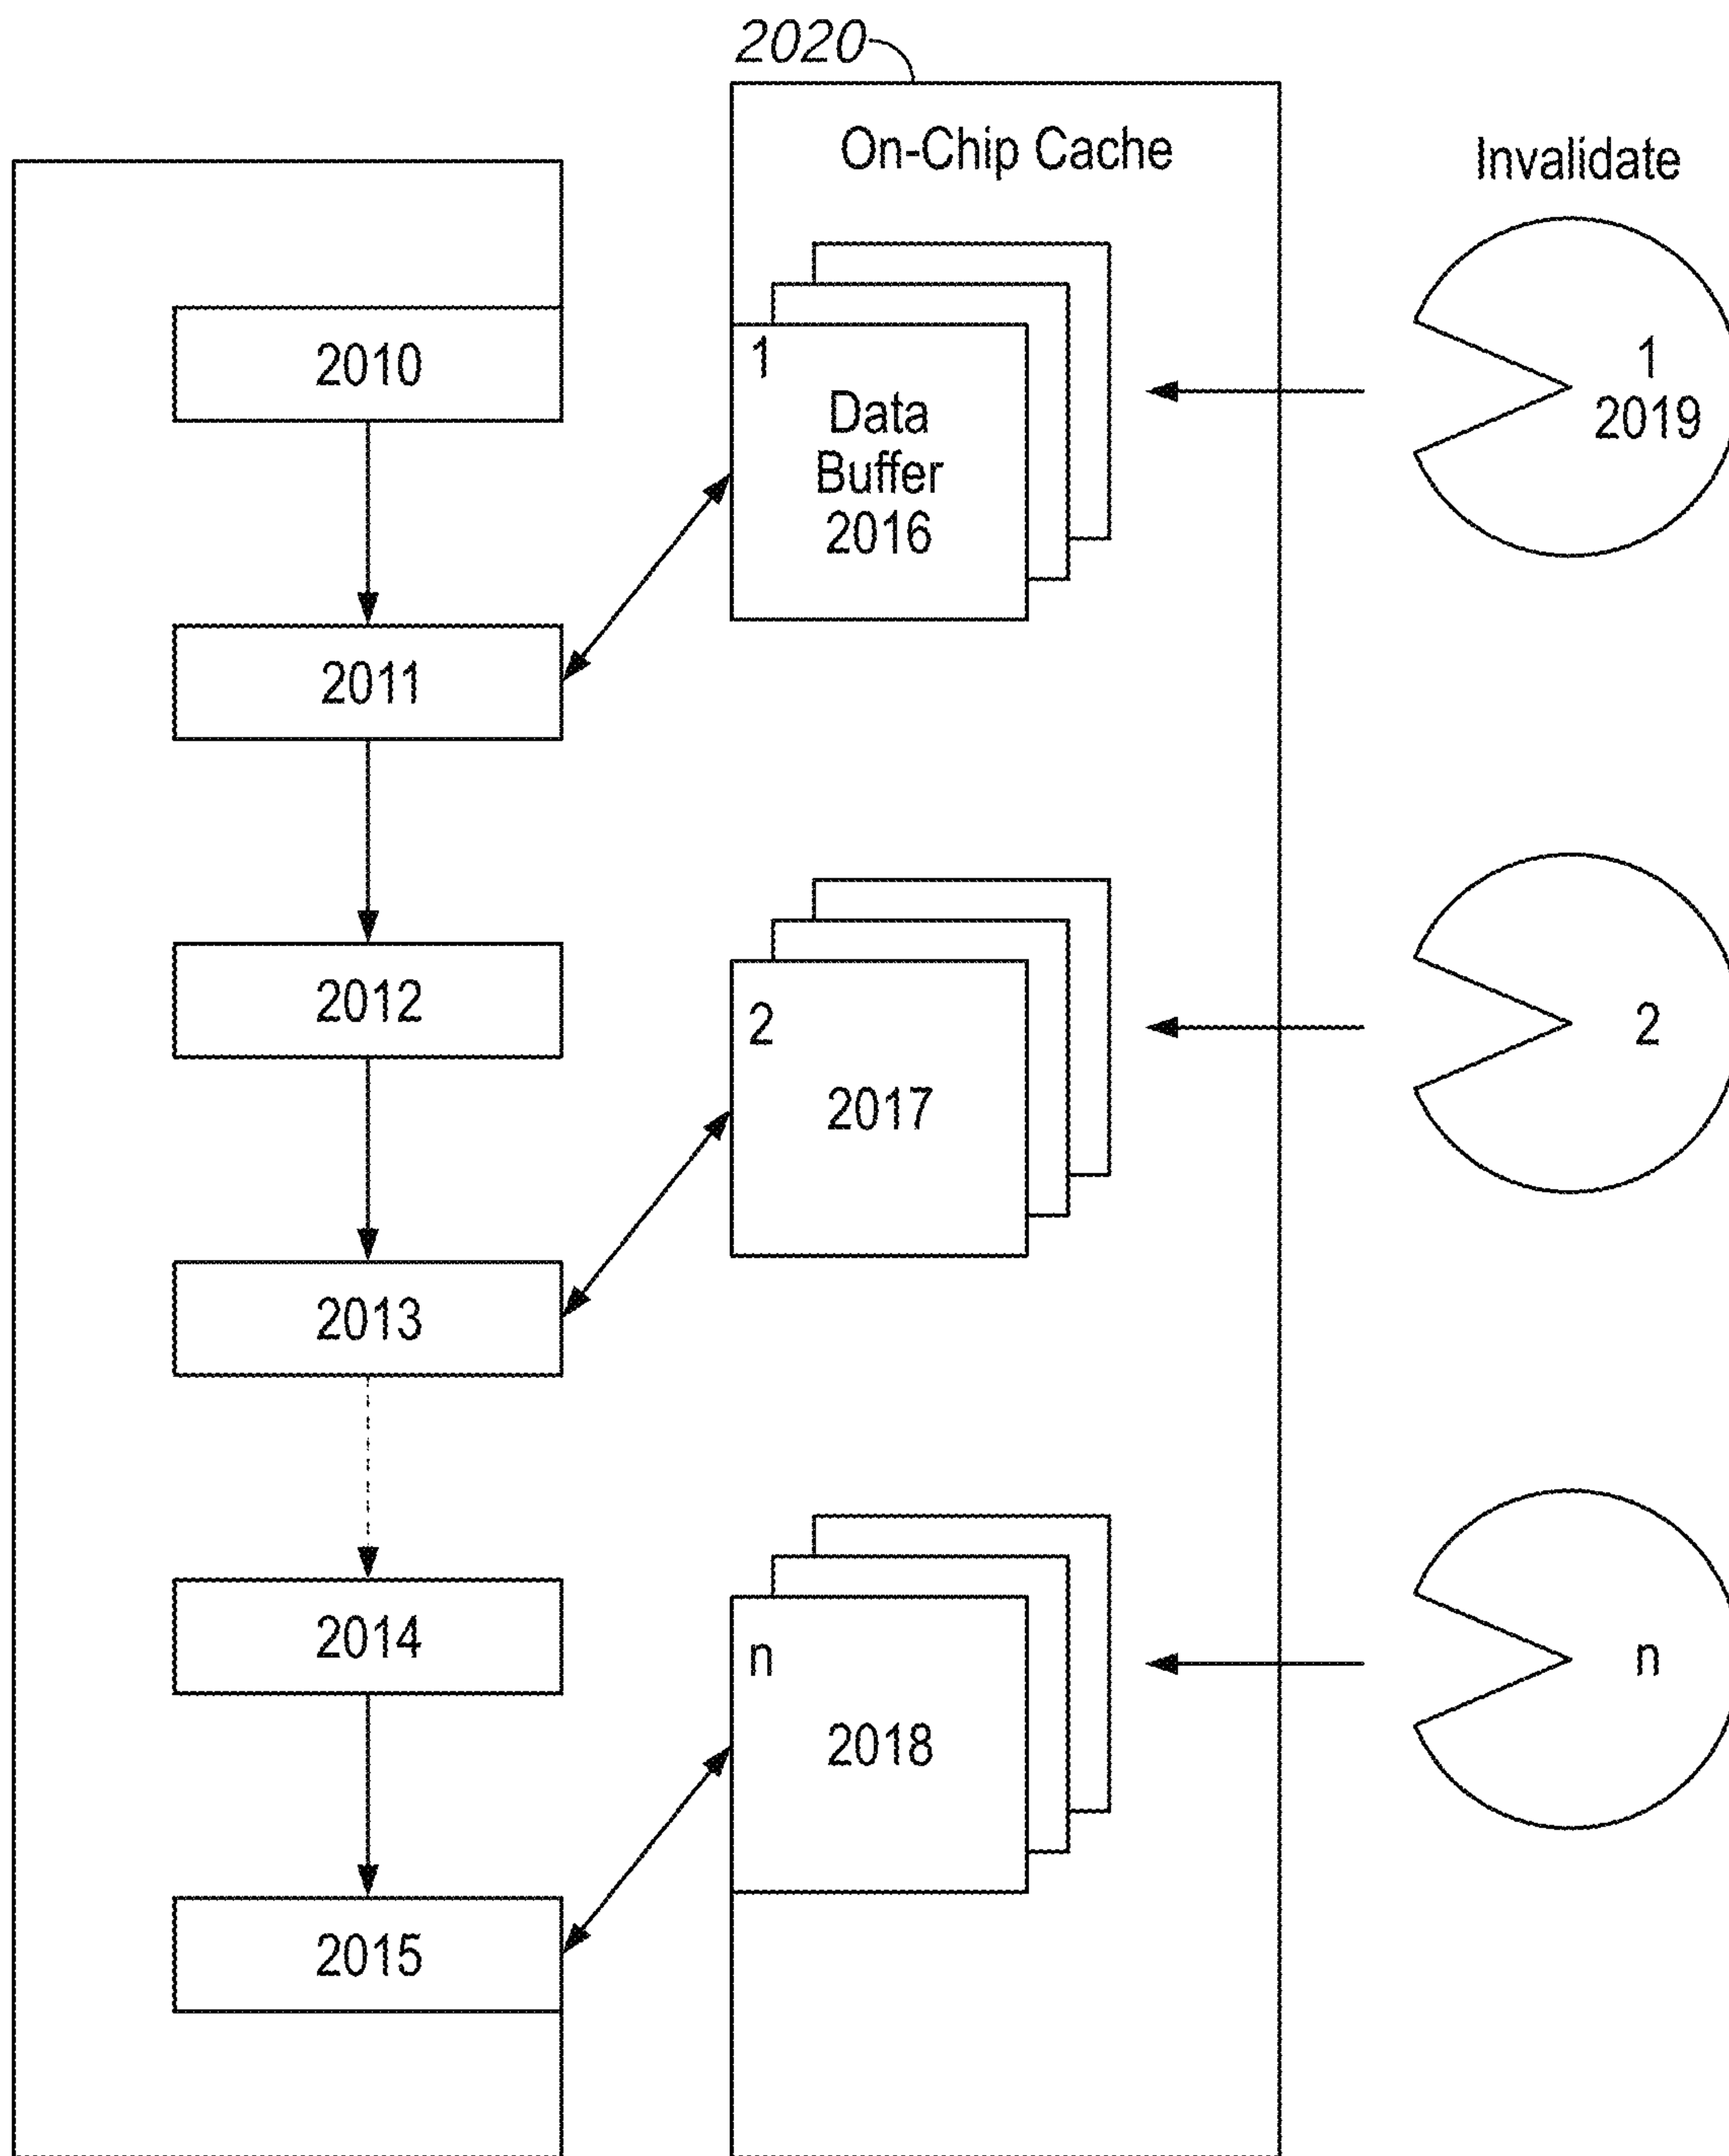 2020
On-Chip Cache
Invalidate
2010
1
Data
Buffer
2016
1
2019
2011
2012
2
2017
2
2013
2014
n
2018
n
2015